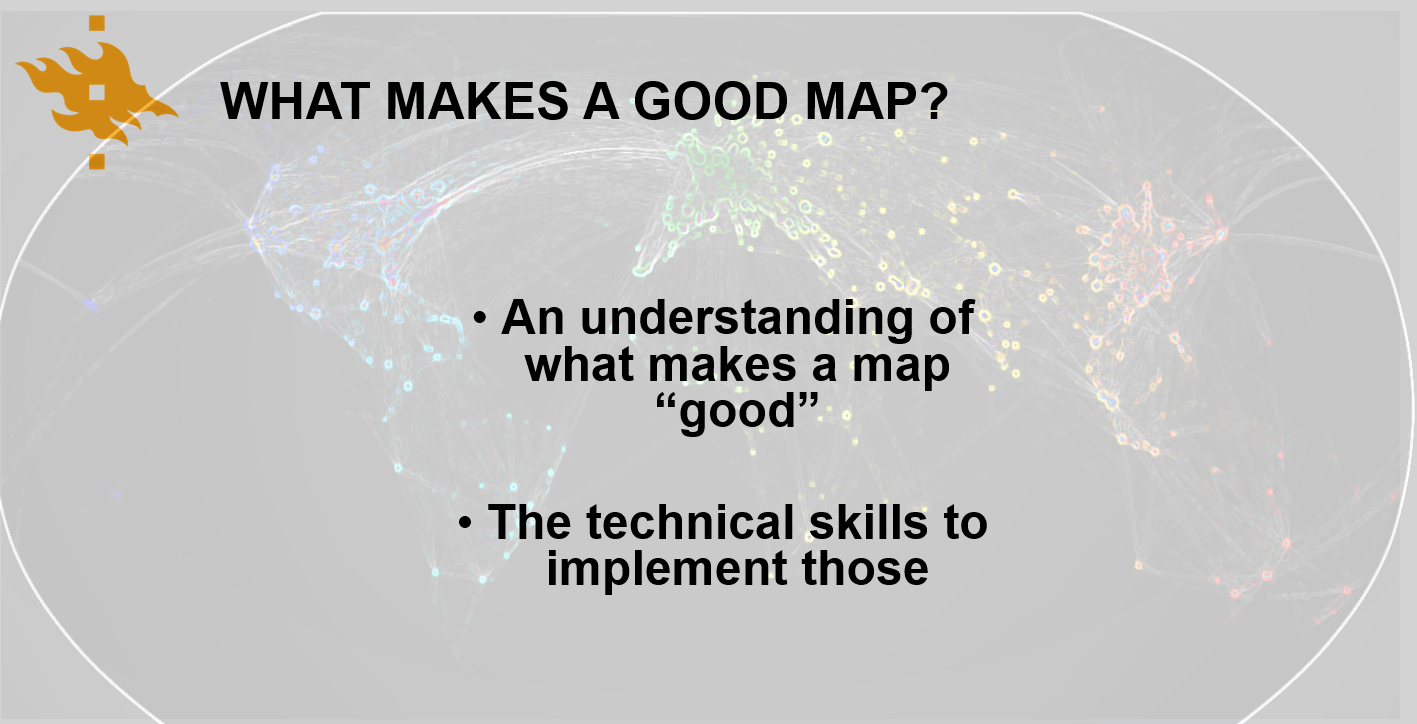 WHAT MAKES A GOOD MAP?
• An understanding of
what makes a map
“good”
• The technical skills to
implement those